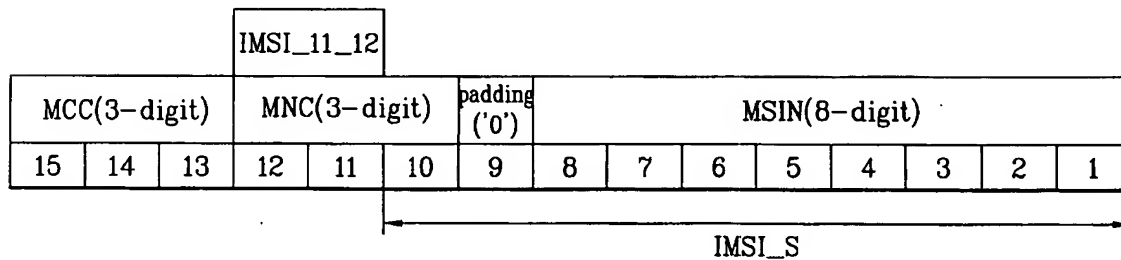 IMSI_11_12
MCC(3-digit) MNC(3-digit) padding ('0') MSIN(8-digit)
15 14 13 12 11 10 9 8 7 6 5 4 3 2 1
IMSI_S